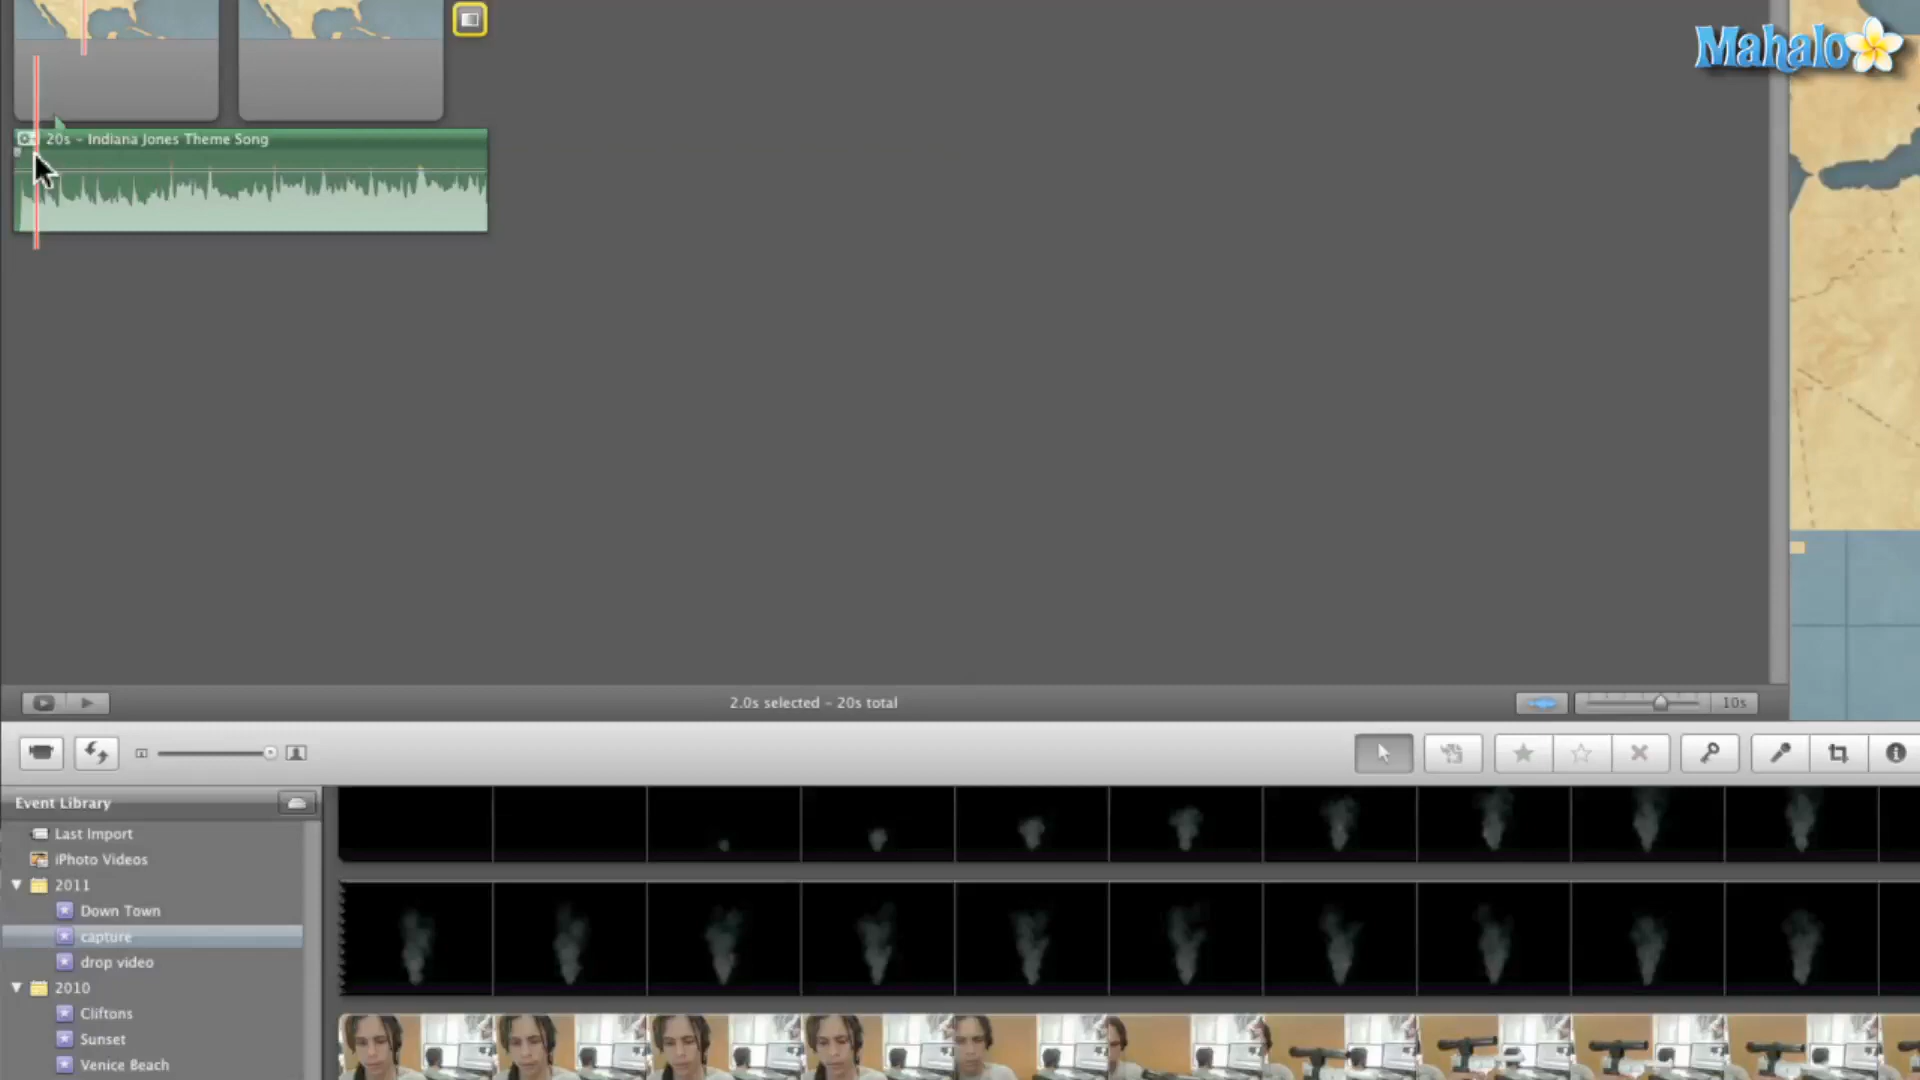 Mahalo
20s - Indiana Jones Theme Song
2.0s selected - 20s total
10s
Event Library
Last Import
iPhoto Videos
2011
Down Town
capture
drop video
2010
Cliftons
Sunset
Venice Beach